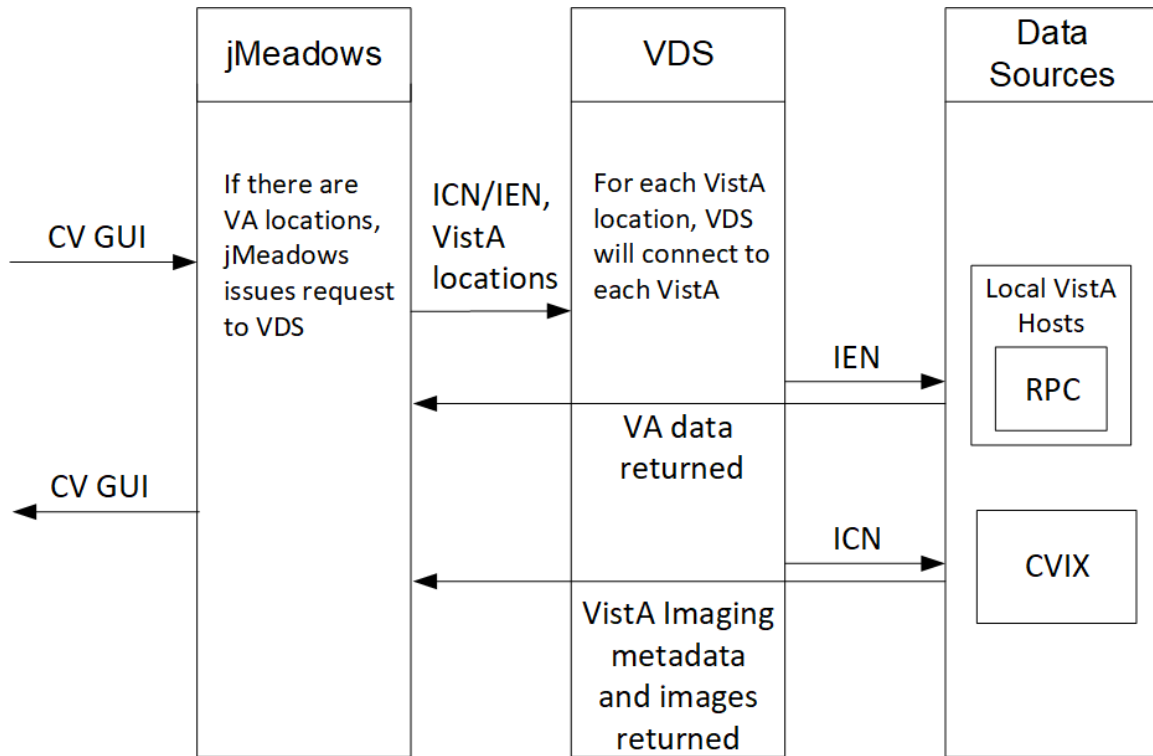 jMeadows
VDS
Data
Sources
CV GUI
If there are
VA locations,
jMeadows
issues request
to VDS
ICN/IEN,
VistA
locations
For each VistA
location, VDS
will connect to
each VistA
Local VistA
Hosts
RPC
IEN
VA data
returned
CV GUI
ICN
CVIX
VistA Imaging
metadata
and images
returned